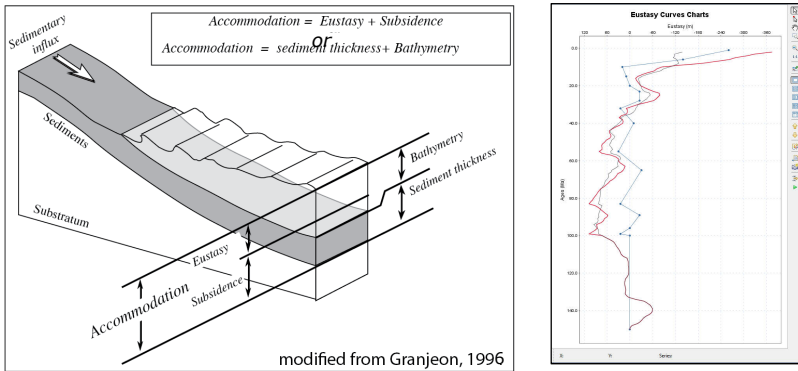 Accommodation = Eustasy + Subsidence
or
Accommodation = sediment thickness+ Bathymetry
Sedimentary
influx
Sediments
Substratum
Bathymetry
Sediment thickness
Eustasy
Subsidence
Accommodation
modified from Granjeon, 1996
Eustasy Curves Charts
Eustasy (m)
0.0
20.0
40.0
60.0
80.0
100.0
120.0
140.0
Ages (Ma)
Series: